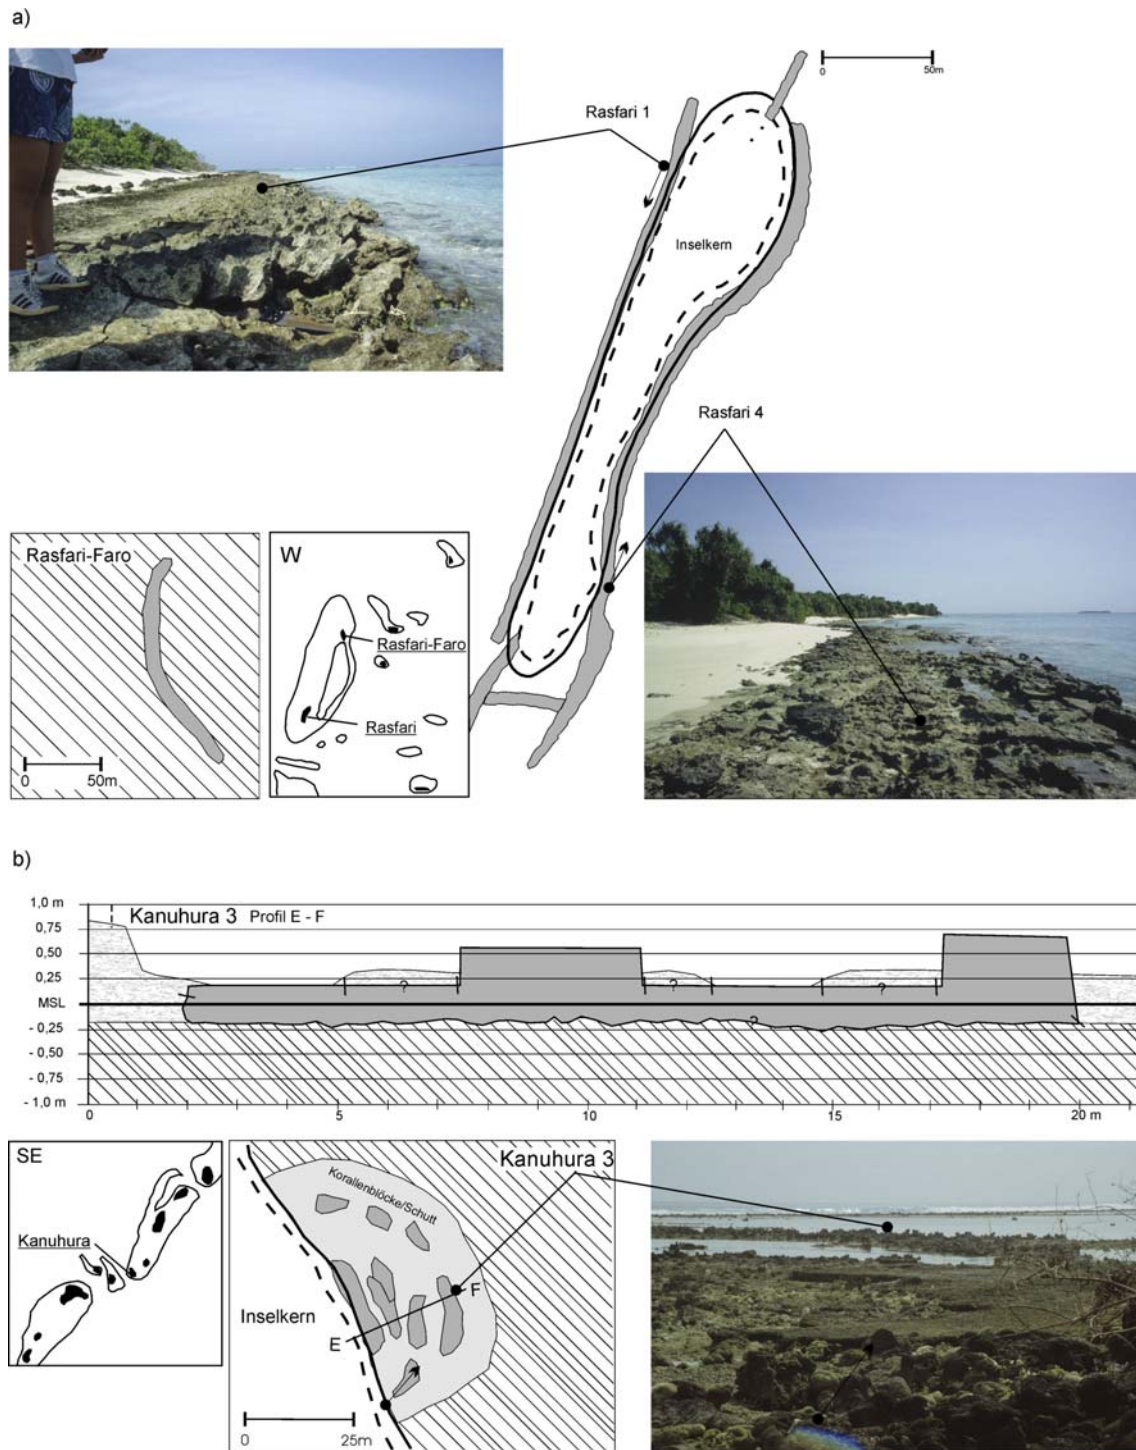 a)
0 50m
Rasfari 1
Inselkern
Rasfari 4
Rasfari-Faro
0 50m
W
Rasfari-Faro
Rasfari
b)
Kanuhura 3 Profil E - F
1,0 m
0,75
0,50
0,25
MSL
- 0,25
- 0,50
- 0,75
- 1,0 m
? ? ? ?
0 5 10 15 20 m
SE
Kanuhura
Kanuhura 3
Korallenblöcke/Schutt
Inselkern
E
F
0 25m